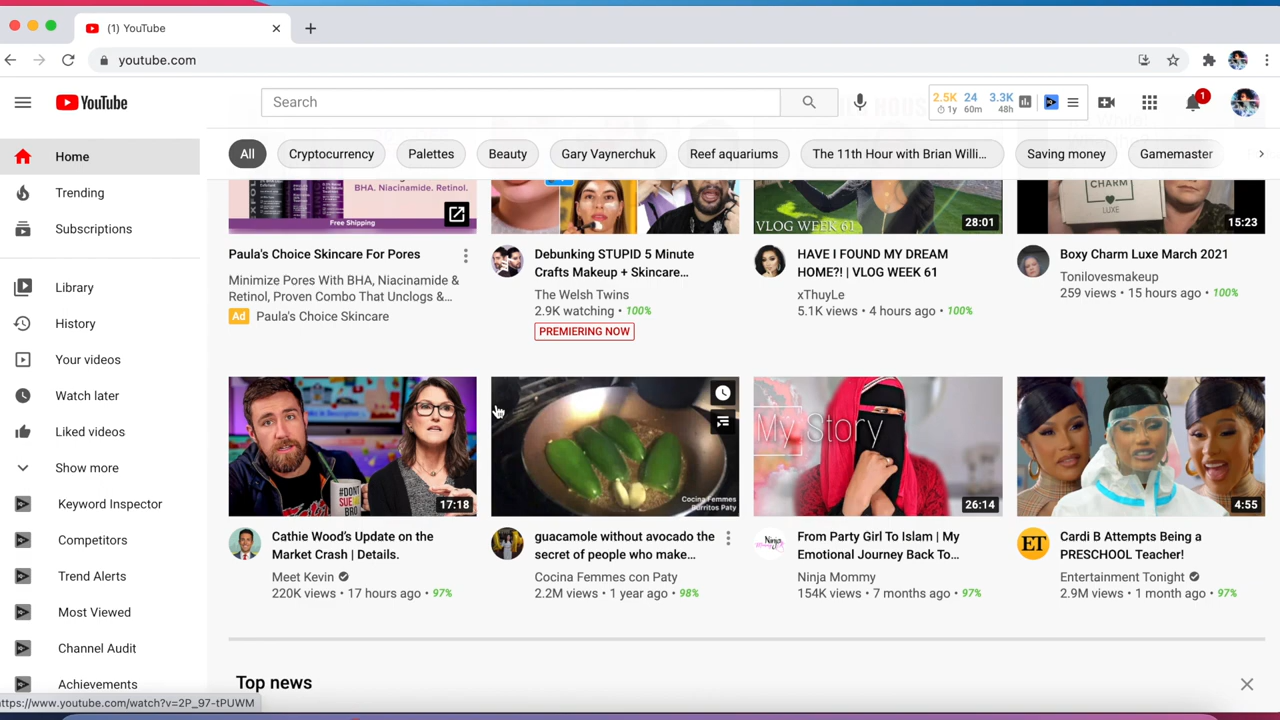 (1) YouTube
youtube.com
YouTube
Search
2.5K 24 3.3K
1y 60m 48h
1
Home
Trending
Subscriptions
Library
History
Your videos
Watch later
Liked videos
Show more
Keyword Inspector
Competitors
Trend Alerts
Most Viewed
Channel Audit
Achievements
All
Cryptocurrency
Palettes
Beauty
Gary Vaynerchuk
Reef aquariums
The 11th Hour with Brian Willi...
Saving money
Gamemaster
BHA. Niacinamide. Retinol.
Free Shipping
Paula's Choice Skincare For Pores
Minimize Pores With BHA, Niacinamide &
Retinol, Proven Combo That Unclogs &...
Ad Paula's Choice Skincare
Debunking STUPID 5 Minute
Crafts Makeup + Skincare...
The Welsh Twins
2.9K watching • 100%
PREMIERING NOW
VLOG WEEK 61
28:01
HAVE I FOUND MY DREAM
HOME?! | VLOG WEEK 61
xThuyLe
5.1K views • 4 hours ago • 100%
CHARM
LUXE
15:23
Boxy Charm Luxe March 2021
Tonilovesmakeup
259 views • 15 hours ago • 100%
#DONT
SUE
BRO
17:18
Cathie Wood's Update on the
Market Crash | Details.
Meet Kevin
220K views • 17 hours ago • 97%
Cocina Femmes
Burritos Paty
guacamole without avocado the
secret of people who make...
Cocina Femmes con Paty
2.2M views • 1 year ago • 98%
My Story
26:14
Ninja
From Party Girl To Islam | My
Emotional Journey Back To...
Ninja Mommy
154K views • 7 months ago • 97%
4:55
ET
Cardi B Attempts Being a
PRESCHOOL Teacher!
Entertainment Tonight
2.9M views • 1 month ago • 97%
Top news
https://www.youtube.com/watch?v=2P_97-tPUWM